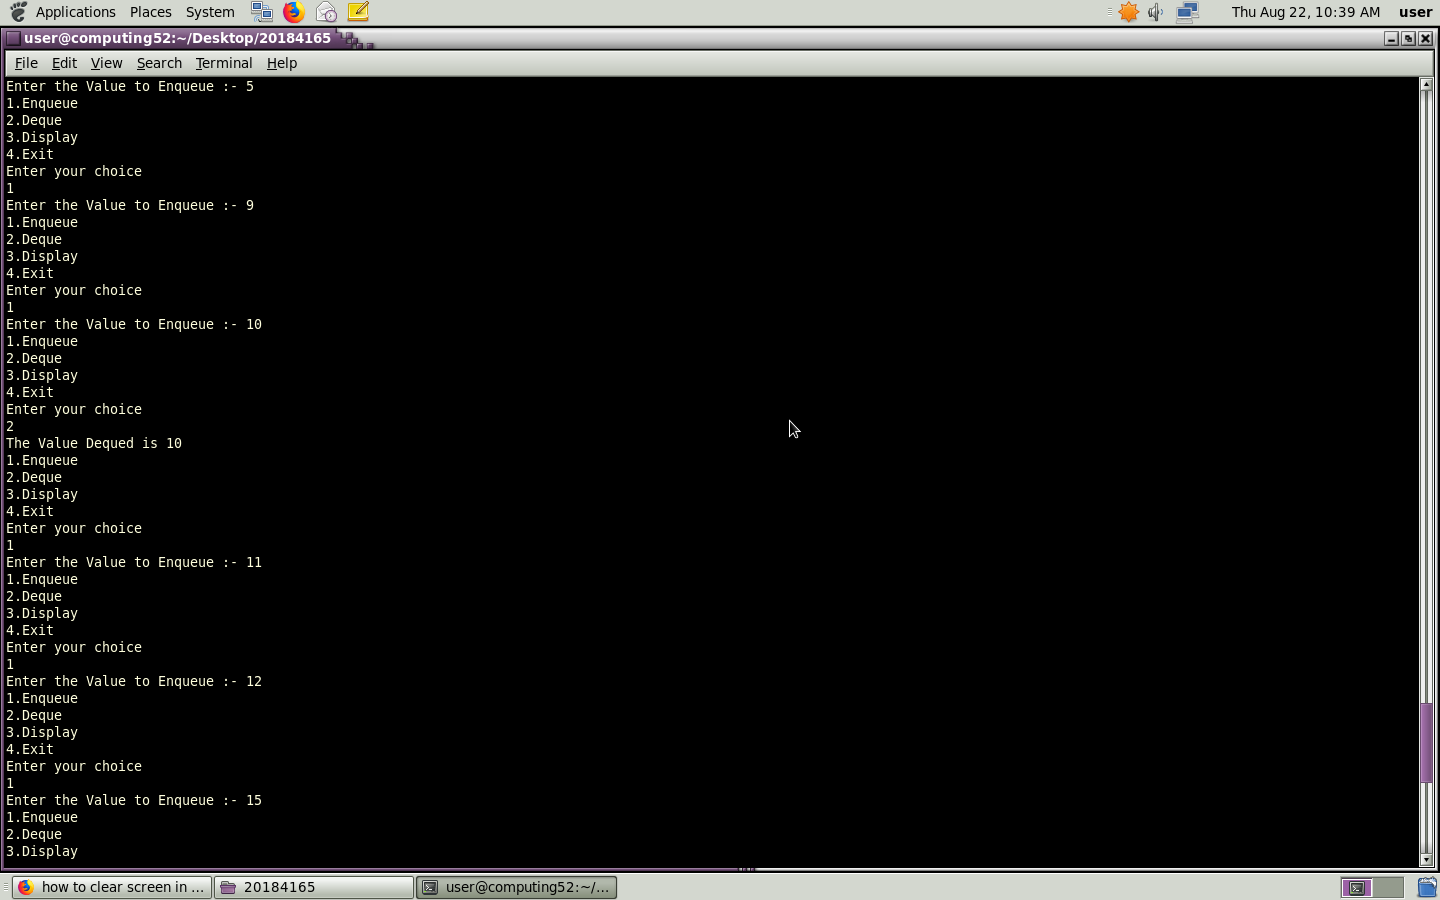 Applications Places System Thu Aug 22, 10:39 AM user
user@computing52:~/Desktop/20184165
File Edit View Search Terminal Help
Enter the Value to Enqueue :- 5
1.Enqueue
2.Deque
3.Display
4.Exit
Enter your choice
1
Enter the Value to Enqueue :- 9
1.Enqueue
2.Deque
3.Display
4.Exit
Enter your choice
1
Enter the Value to Enqueue :- 10
1.Enqueue
2.Deque
3.Display
4.Exit
Enter your choice
2
The Value Dequed is 10
1.Enqueue
2.Deque
3.Display
4.Exit
Enter your choice
1
Enter the Value to Enqueue :- 11
1.Enqueue
2.Deque
3.Display
4.Exit
Enter your choice
1
Enter the Value to Enqueue :- 12
1.Enqueue
2.Deque
3.Display
4.Exit
Enter your choice
1
Enter the Value to Enqueue :- 15
1.Enqueue
2.Deque
3.Display
how to clear screen in ... 20184165 user@computing52:~/...